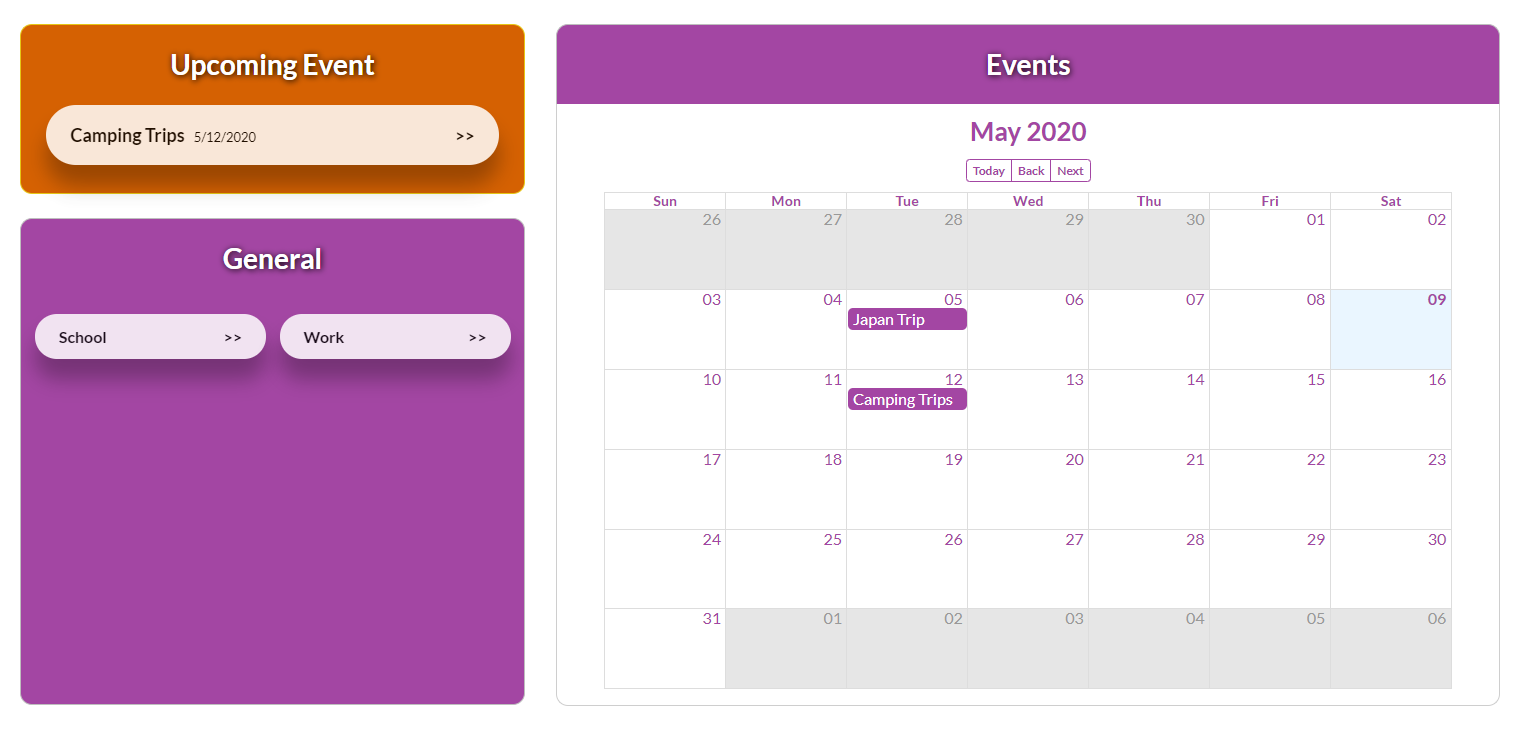 Upcoming Event
Camping Trips 5/12/2020 >>
General
School >> Work >>
Events
May 2020
Today Back Next
Sun Mon Tue Wed Thu Fri Sat
26 27 28 29 30 01 02
03 04 05 06 07 08 09
Japan Trip
10 11 12 13 14 15 16
Camping Trips
17 18 19 20 21 22 23
24 25 26 27 28 29 30
31 01 02 03 04 05 06